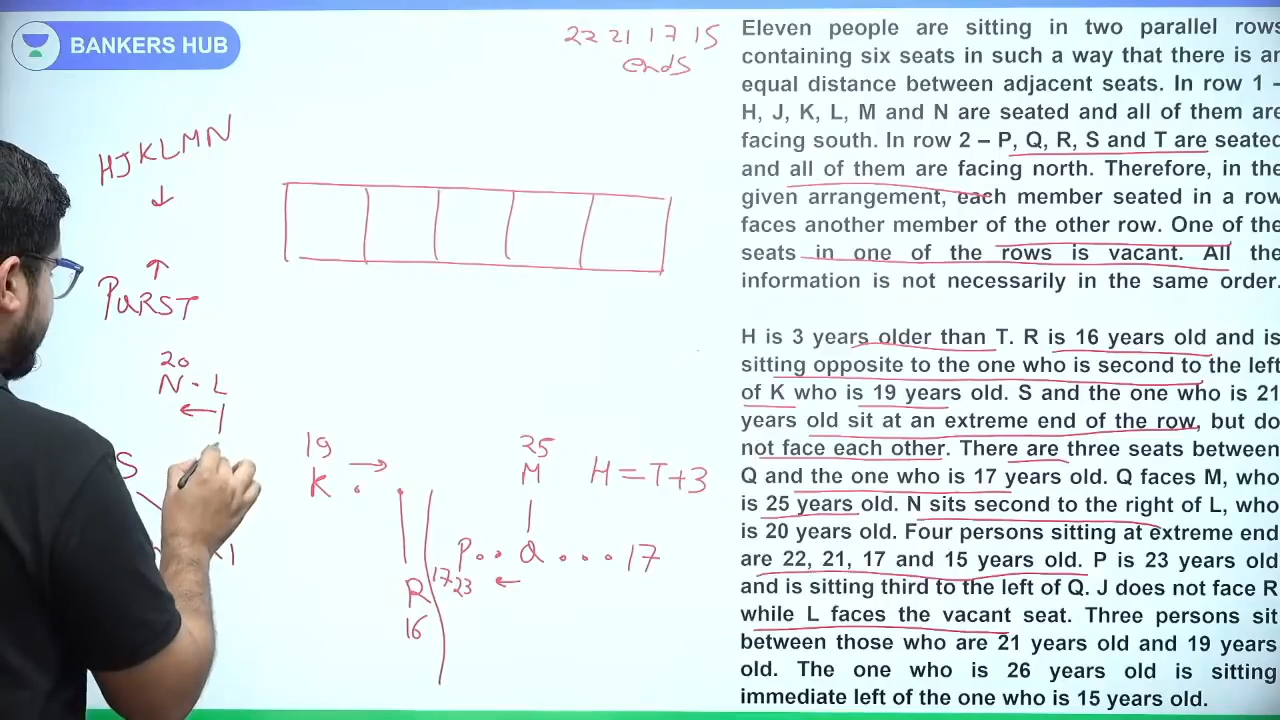 BANKERS HUB
22 21 17 15
ends
HJKLMN
PQRST
20
N - L
S
19
K
25
M
H = T+3
P . . Q . . . 17
R
17
23
16
Eleven people are sitting in two parallel rows
containing six seats in such a way that there is an
equal distance between adjacent seats. In row 1 –
H, J, K, L, M and N are seated and all of them are
facing south. In row 2 – P, Q, R, S and T are seated
and all of them are facing north. Therefore, in the
given arrangement, each member seated in a row
faces another member of the other row. One of the
seats in one of the rows is vacant. All the
information is not necessarily in the same order.
H is 3 years older than T. R is 16 years old and is
sitting opposite to the one who is second to the left
of K who is 19 years old. S and the one who is 21
years old sit at an extreme end of the row, but do
not face each other. There are three seats between
Q and the one who is 17 years old. Q faces M, who
is 25 years old. N sits second to the right of L, who
is 20 years old. Four persons sitting at extreme end
are 22, 21, 17 and 15 years old. P is 23 years old
and is sitting third to the left of Q. J does not face R
while L faces the vacant seat. Three persons sit
between those who are 21 years old and 19 years
old. The one who is 26 years old is sitting
immediate left of the one who is 15 years old.